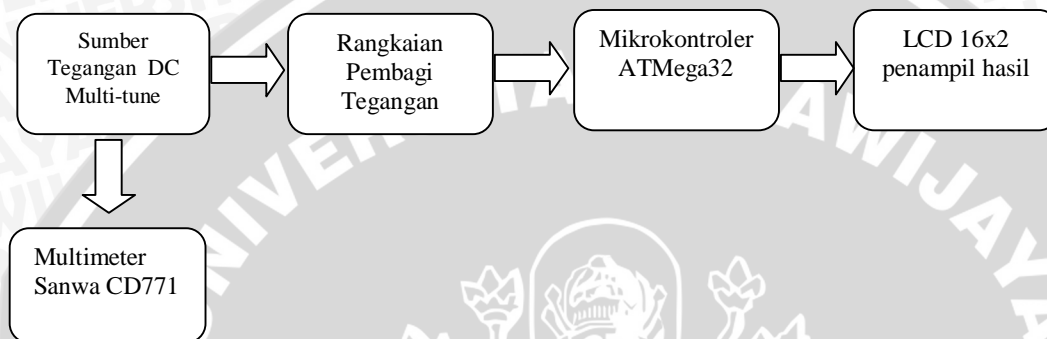 Sumber
Tegangan DC
Multi-tune
Rangkaian
Pembagi
Tegangan
Mikrokontroler
ATMega32
LCD 16x2
penampil hasil
Multimeter
Sanwa CD771